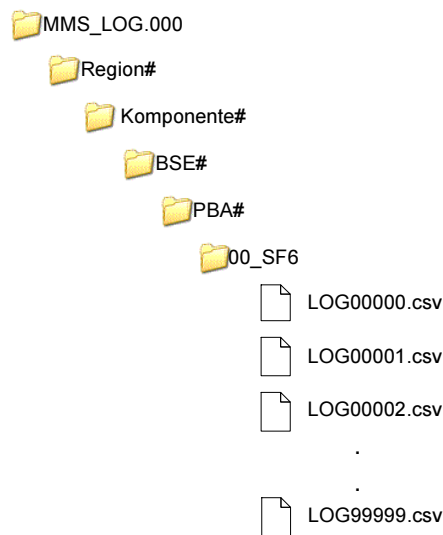 MMS_LOG.000
Region#
Komponente#
BSE#
PBA#
00_SF6
LOG00000.csv
LOG00001.csv
LOG00002.csv
.
.
LOG99999.csv